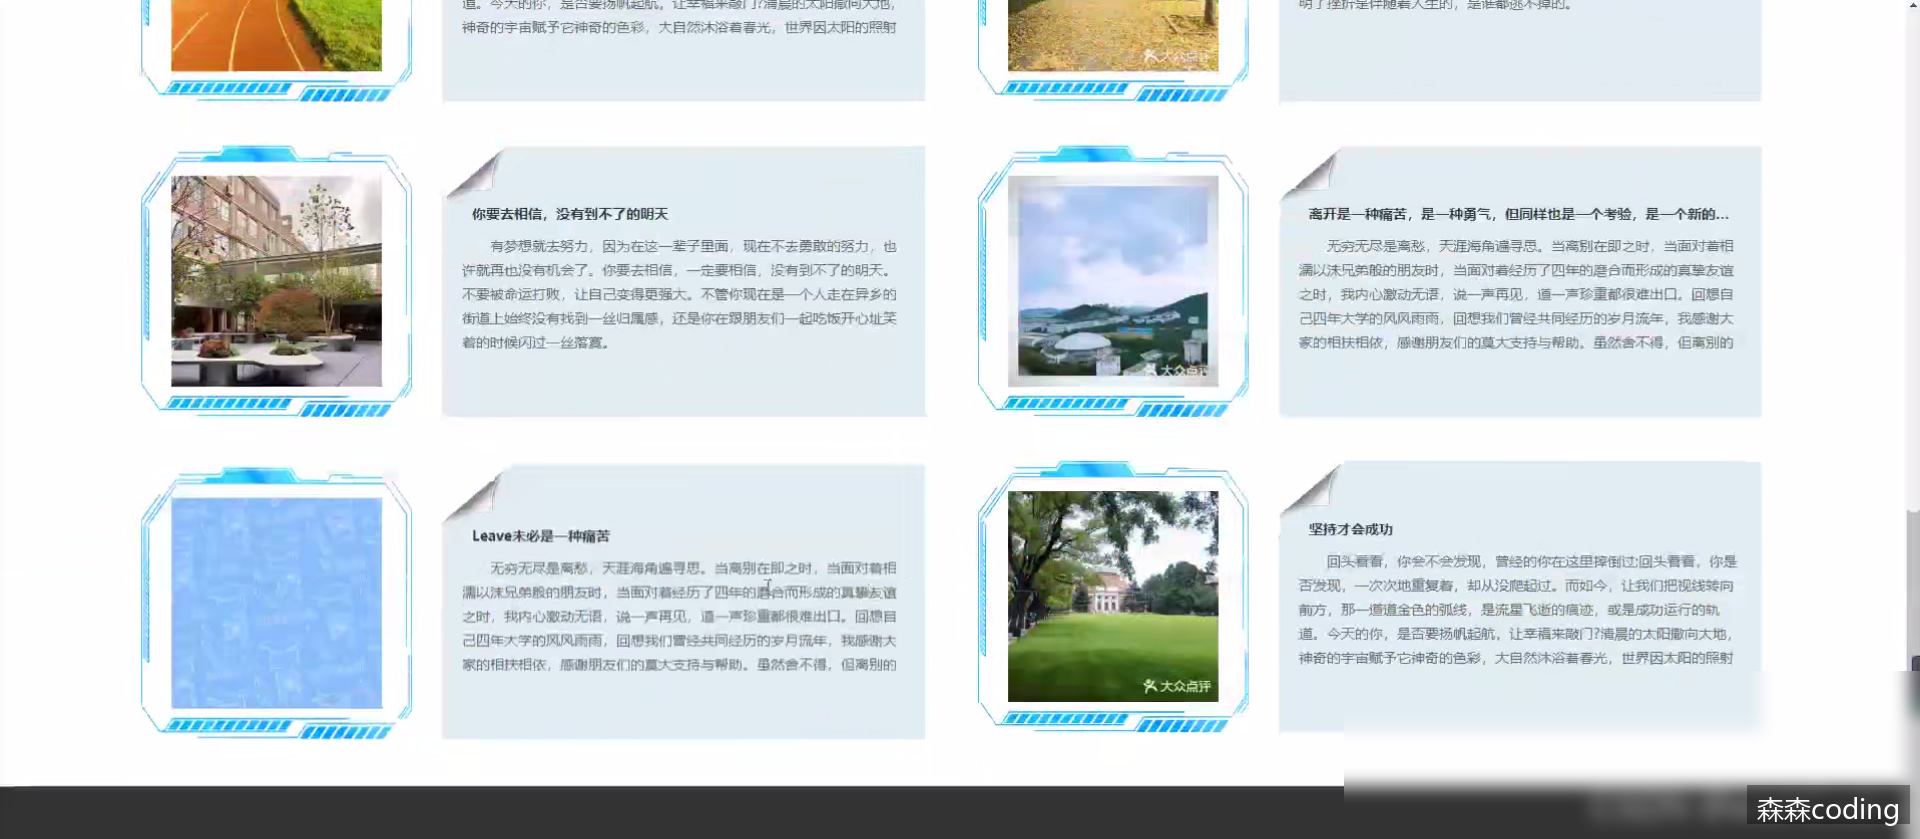 道。今天的你，是否要扬帆起航。让幸福来敲门?清晨的太阳撒向大地，
神奇的宇宙赋予它神奇的色彩，大自然沐浴着春光，世界因太阳的照射
大众点评
明了挫折是伴随着人生的，是谁都逃不掉的。
你要去相信，没有到不了的明天
有梦想就去努力，因为在这一辈子里面，现在不去勇敢的努力，也
许就再也没有机会了。你要去相信，一定要相信，没有到不了的明天。
不要被命运打败，让自己变得更强大。不管你现在是一个人走在异乡的
街道上始终没有找到一丝归属感，还是你在跟朋友们一起吃饭开心址笑
着的时候闪过一丝落寞。
大众点评
离开是一种痛苦，是一种勇气，但同样也是一个考验，是一个新的...
无穷无尽是离愁，天涯海角遍寻思。当离别在即之时，当面对着相
濡以沫兄弟般的朋友时，当面对着经历了四年的磨合而形成的真挚友谊
之时，我内心激动无语，说一声再见，道一声珍重都很难出口。回想自
己四年大学的风风雨雨，回想我们曾经共同经历的岁月流年，我感谢大
家的相扶相依，感谢朋友们的莫大支持与帮助。虽然舍不得，但离别的
Leave未必是一种痛苦
无穷无尽是离愁，天涯海角遍寻思。当离别在即之时，当面对着相
濡以沫兄弟般的朋友时，当面对着经历了四年的磨合而形成的真挚友谊
之时，我内心激动无语，说一声再见，道一声珍重都很难出口。回想自
己四年大学的风风雨雨，回想我们曾经共同经历的岁月流年，我感谢大
家的相扶相依，感谢朋友们的莫大支持与帮助。虽然舍不得，但离别的
大众点评
坚持才会成功
回头看看，你会不会发现，曾经的你在这里摔倒过;回头看看，你是
否发现，一次次地重复着，却从没爬起过。而如今，让我们把视线转向
前方，那一道道金色的弧线，是流星飞逝的痕迹，或是成功运行的轨
道。今天的你，是否要扬帆起航，让幸福来敲门?清晨的太阳撒向大地，
神奇的宇宙赋予它神奇的色彩，大自然沐浴着春光，世界因太阳的照射
森森coding